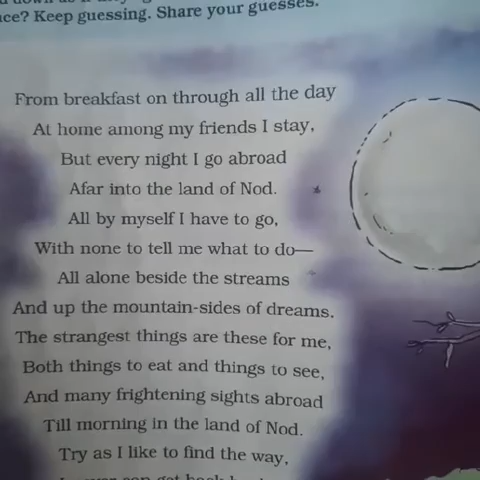 ce? Keep guessing. Share your guesses.
From breakfast on through all the day
At home among my friends I stay,
But every night I go abroad
Afar into the land of Nod.
All by myself I have to go,
With none to tell me what to do—
All alone beside the streams
And up the mountain-sides of dreams.
The strangest things are these for me,
Both things to eat and things to see,
And many frightening sights abroad
Till morning in the land of Nod.
Try as I like to find the way,